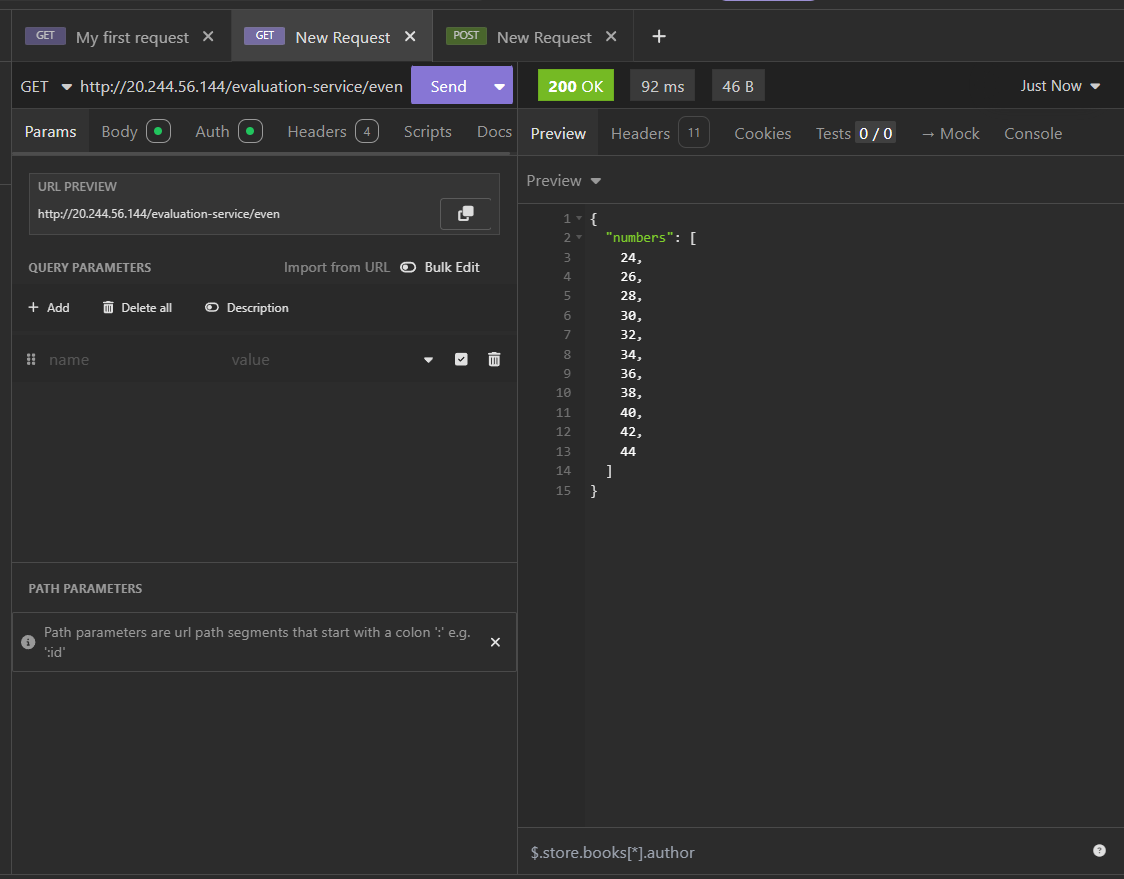 GET My first request × GET New Request × POST New Request × +
GET http://20.244.56.144/evaluation-service/even Send
200 OK 92 ms 46 B Just Now
Params Body Auth Headers 4 Scripts Docs
Preview Headers 11 Cookies Tests 0 / 0 → Mock Console
URL PREVIEW
http://20.244.56.144/evaluation-service/even
QUERY PARAMETERS Import from URL Bulk Edit
+ Add Delete all Description
name value
PATH PARAMETERS
Path parameters are url path segments that start with a colon ':' e.g.
':id'
Preview
1 {
2 "numbers": [
3 24,
4 26,
5 28,
6 30,
7 32,
8 34,
9 36,
10 38,
11 40,
12 42,
13 44
14 ]
15 }
$.store.books[*].author